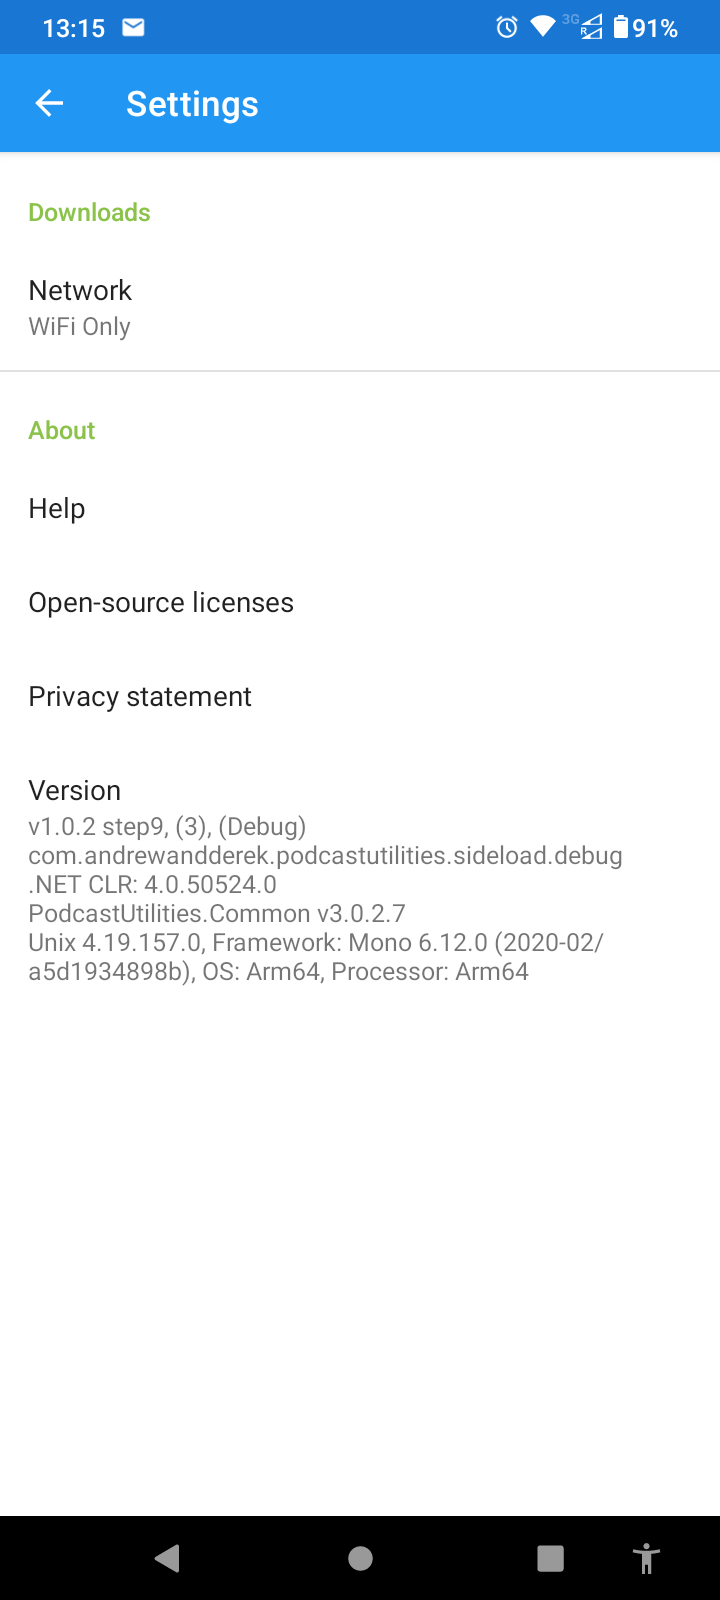 13:15
3G
R
91%
Settings
Downloads
Network
WiFi Only
About
Help
Open-source licenses
Privacy statement
Version
v1.0.2 step9, (3), (Debug)
com.andrewandderek.podcastutilities.sideload.debug
.NET CLR: 4.0.50524.0
PodcastUtilities.Common v3.0.2.7
Unix 4.19.157.0, Framework: Mono 6.12.0 (2020-02/
a5d1934898b), OS: Arm64, Processor: Arm64